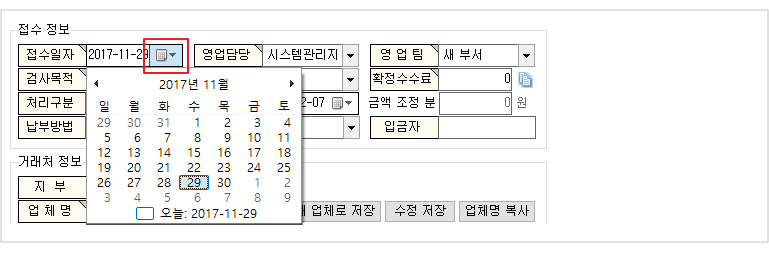 접수 정보
접수일자 2017-11-29 영업담당 시스템관리지 영 업 팀 새 부서
검사목적 확정수수료 0
처리구분 2-07 금액 조정 분 0 원
납부방법 입금자
2017년 11월
일 월 화 수 목 금 토
29 30 31 1 2 3 4
5 6 7 8 9 10 11
12 13 14 15 16 17 18
19 20 21 22 23 24 25
26 27 28 29 30 1 2
3 4 5 6 7 8 9
오늘: 2017-11-29
거래처 정보
지 부
업 체 명 업체로 저장 수정 저장 업체명 복사